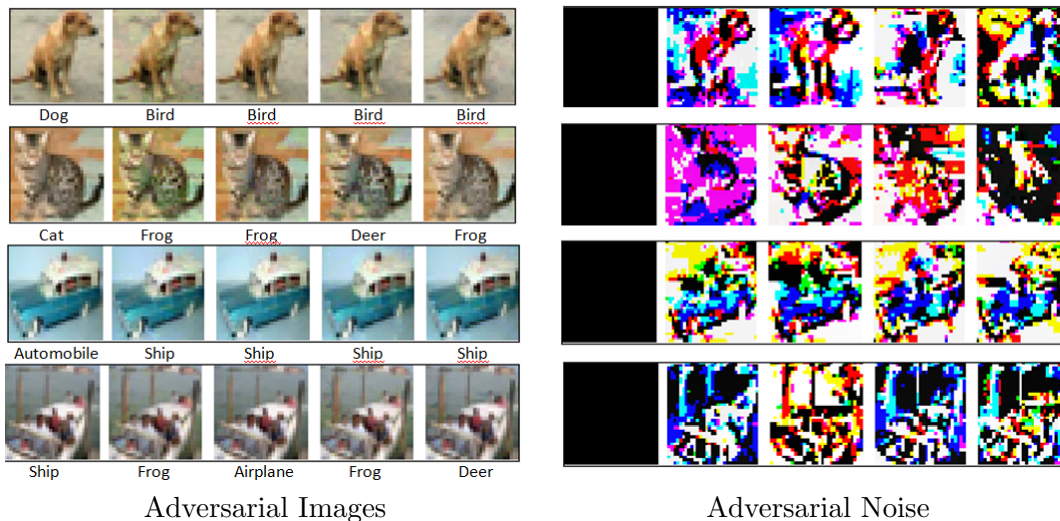 Dog Bird Bird Bird Bird
Cat Frog Frog Deer Frog
Automobile Ship Ship Ship Ship
Ship Frog Airplane Frog Deer
Adversarial Images Adversarial Noise